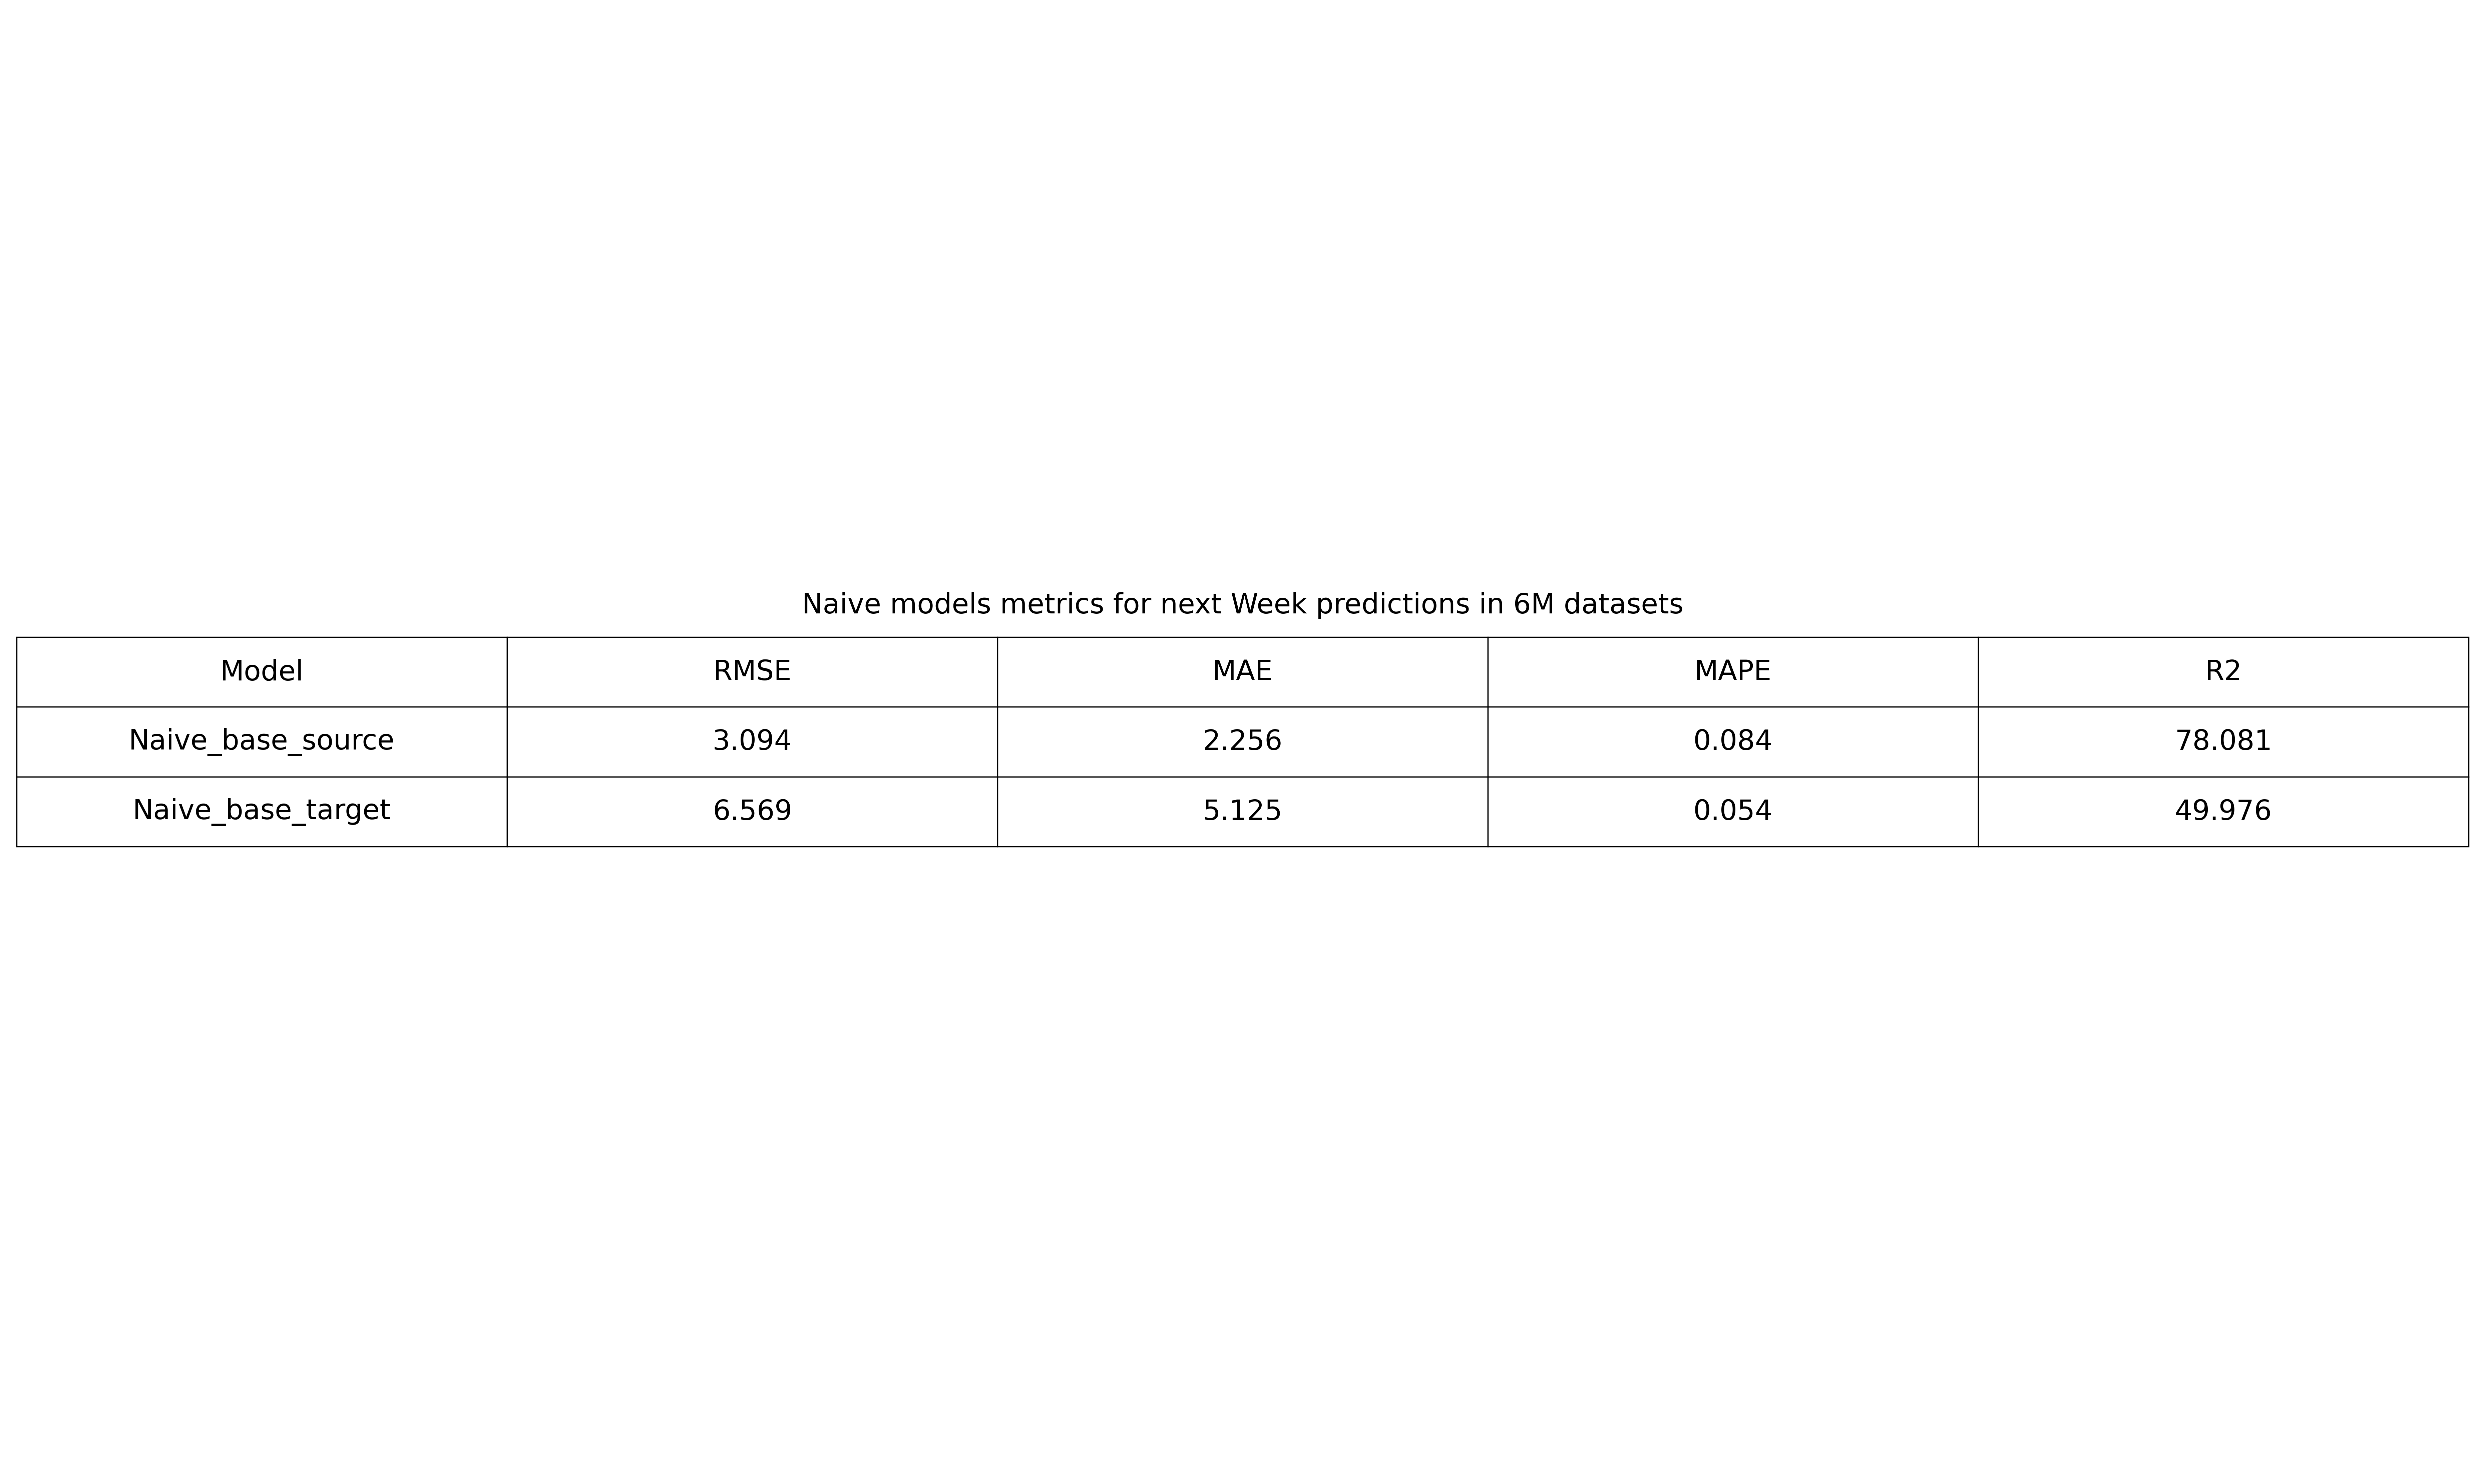 Naive models metrics for next Week predictions in 6M datasets
Model RMSE MAE MAPE R2
Naive_base_source 3.094 2.256 0.084 78.081
Naive_base_target 6.569 5.125 0.054 49.976